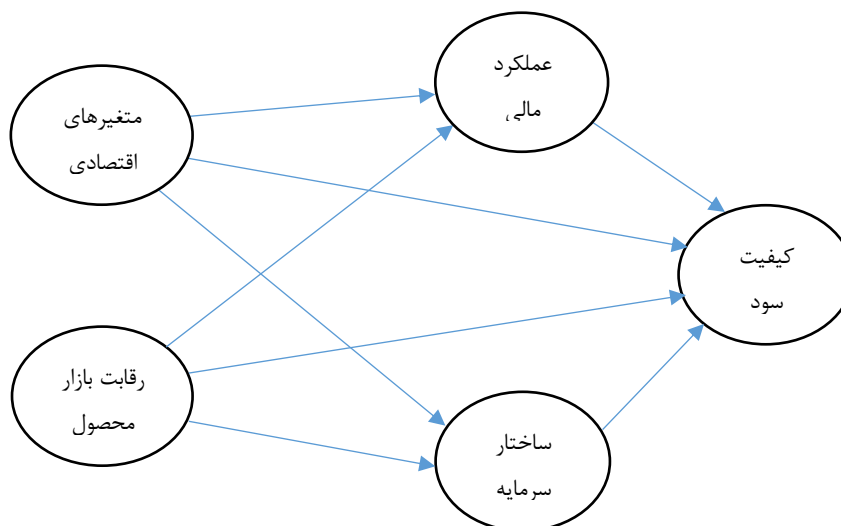 عملکرد
مالی
متغیرهای
اقتصادی
کیفیت
سود
رقابت بازار
محصول
ساختار
سرمایه